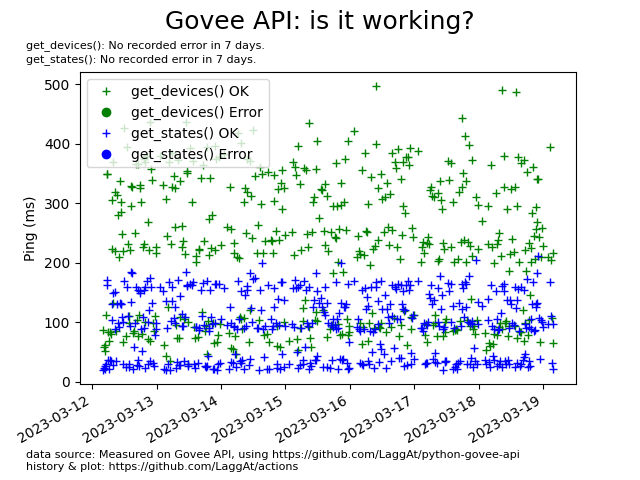 Govee API: is it working?
get_devices(): No recorded error in 7 days.
get_states(): No recorded error in 7 days.
get_devices() OK
get_devices() Error
get_states() OK
get_states() Error
Ping (ms)
500
400
300
200
100
0
2023-03-12
2023-03-13
2023-03-14
2023-03-15
2023-03-16
2023-03-17
2023-03-18
2023-03-19
data source: Measured on Govee API, using https://github.com/LaggAt/python-govee-api
history & plot: https://github.com/LaggAt/actions